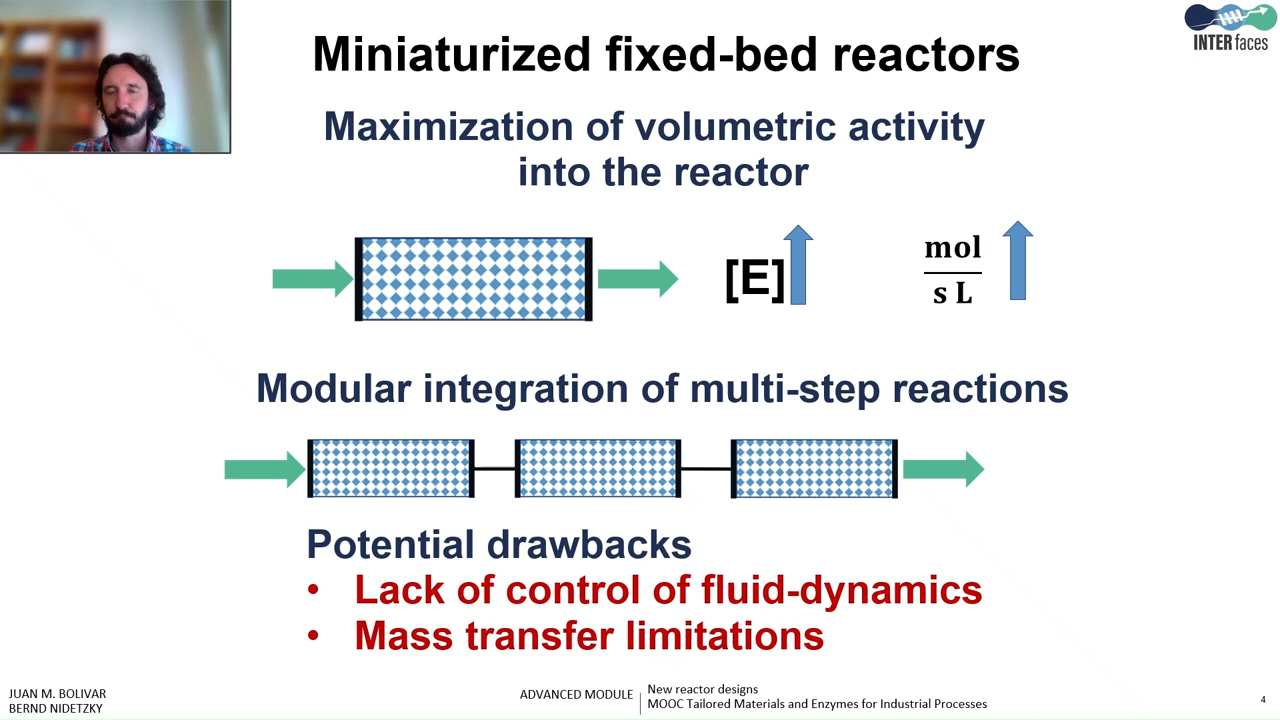 INTERfaces
Miniaturized fixed-bed reactors
Maximization of volumetric activity
into the reactor
[E]
mol
s L
Modular integration of multi-step reactions
Potential drawbacks
• Lack of control of fluid-dynamics
• Mass transfer limitations
JUAN M. BOLIVAR
BERND NIDETZKY
ADVANCED MODULE
New reactor designs
MOOC Tailored Materials and Enzymes for Industrial Processes
4